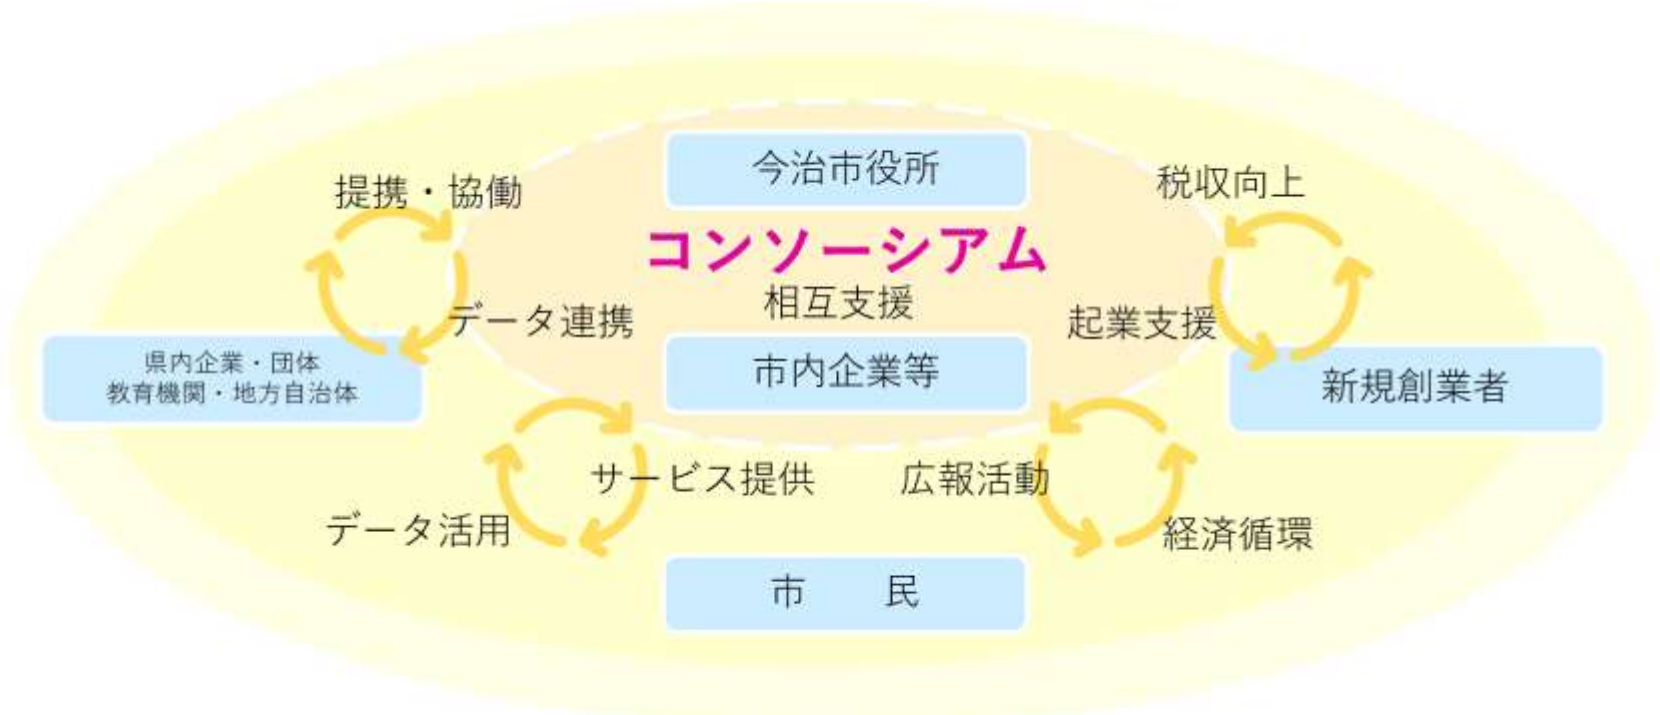 今治市役所
提携・協働
税収向上
コンソーシアム
相互支援
データ連携
起業支援
市内企業等
県内企業・団体
教育機関・地方自治体
新規創業者
サービス提供
広報活動
データ活用
経済循環
市　　民